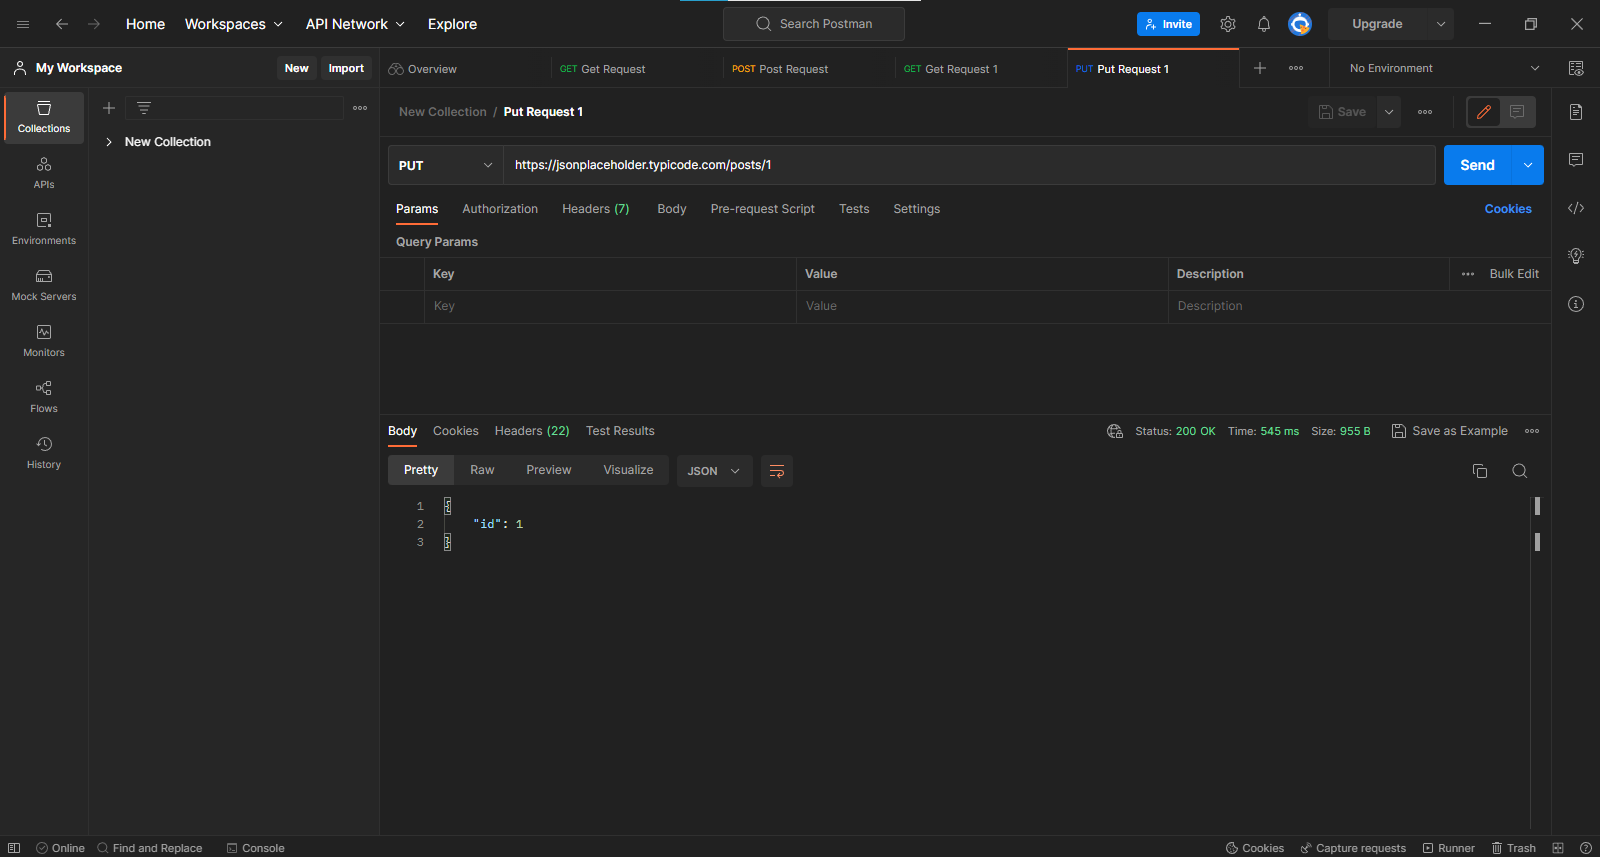 Home Workspaces API Network Explore Search Postman Invite Upgrade
My Workspace New Import
Overview GET Get Request POST Post Request GET Get Request 1 PUT Put Request 1 No Environment
Collections
APIs
Environments
Mock Servers
Monitors
Flows
History
New Collection
New Collection / Put Request 1 Save
PUT https://jsonplaceholder.typicode.com/posts/1 Send
Params Authorization Headers (7) Body Pre-request Script Tests Settings Cookies
Query Params
Key Value Description Bulk Edit
Key Value Description
Body Cookies Headers (22) Test Results Status: 200 OK Time: 545 ms Size: 955 B Save as Example
Pretty Raw Preview Visualize JSON
1 {
2 "id": 1
3 }
Online Find and Replace Console Cookies Capture requests Runner Trash